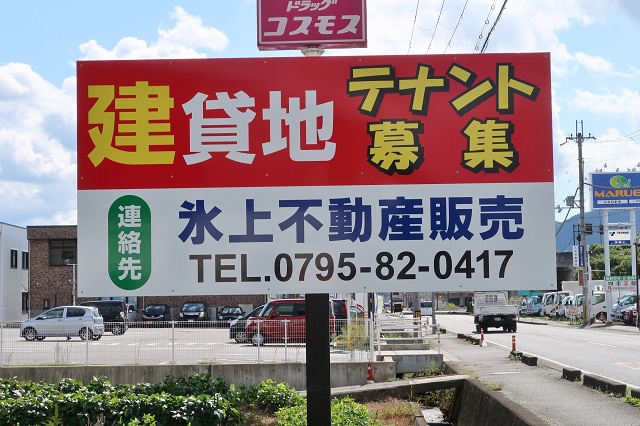 ドラッグ
コスモス
建貸地
テナント
募集
連絡先
氷上不動産販売
TEL.0795-82-0417
MARUE